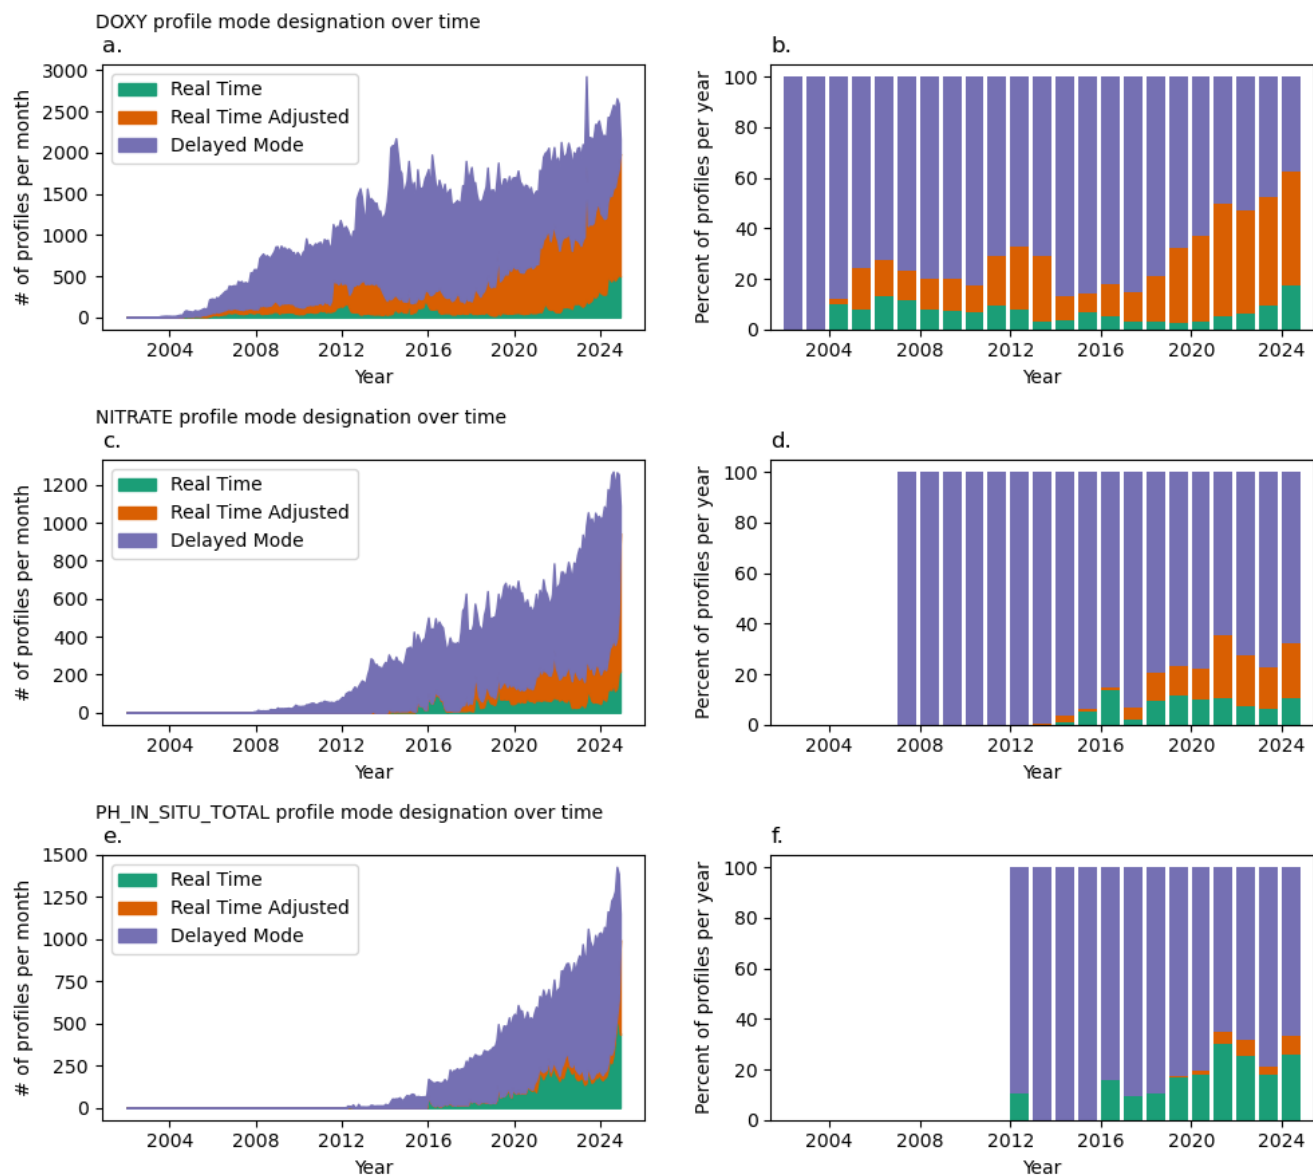 DOXY profile mode designation over time
a.
# of profiles per month
3000
2500
2000
1500
1000
500
0
Real Time
Real Time Adjusted
Delayed Mode
2004 2008 2012 2016 2020 2024
Year
b.
Percent of profiles per year
100
80
60
40
20
0
2004 2008 2012 2016 2020 2024
Year
NITRATE profile mode designation over time
c.
# of profiles per month
1200
1000
800
600
400
200
0
Real Time
Real Time Adjusted
Delayed Mode
2004 2008 2012 2016 2020 2024
Year
d.
Percent of profiles per year
100
80
60
40
20
0
2004 2008 2012 2016 2020 2024
Year
PH_IN_SITU_TOTAL profile mode designation over time
e.
# of profiles per month
1500
1250
1000
750
500
250
0
Real Time
Real Time Adjusted
Delayed Mode
2004 2008 2012 2016 2020 2024
Year
f.
Percent of profiles per year
100
80
60
40
20
0
2004 2008 2012 2016 2020 2024
Year